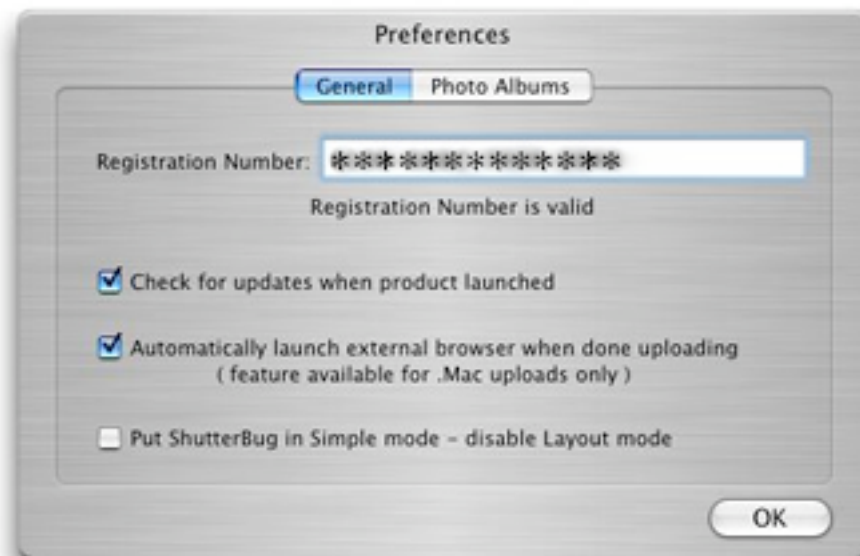 Preferences
General Photo Albums
Registration Number: *************
Registration Number is valid
Check for updates when product launched
Automatically launch external browser when done uploading
( feature available for .Mac uploads only )
Put ShutterBug in Simple mode - disable Layout mode
OK